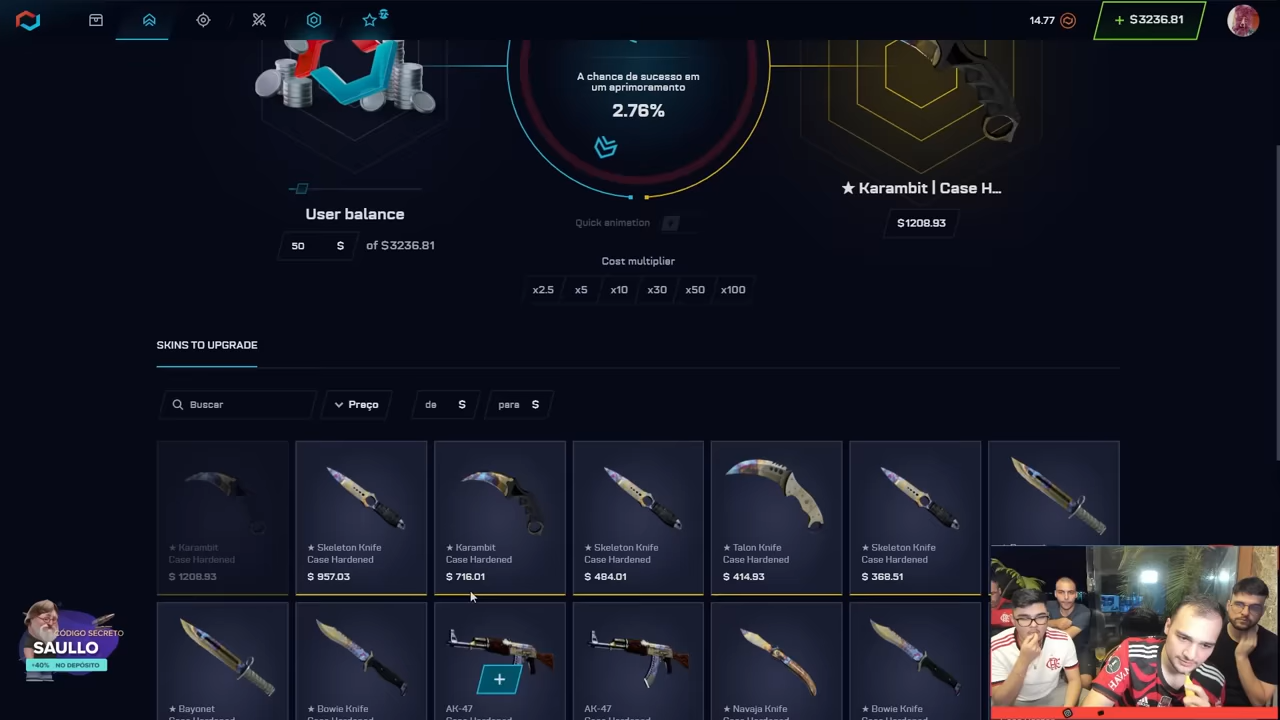 14.77
+ $3236.81
A chance de sucesso em
um aprimoramento
2.76%
★ Karambit | Case H...
$1208.93
User balance
50 $ of $3236.81
Quick animation
Cost multiplier
x2.5 x5 x10 x30 x50 x100
SKINS TO UPGRADE
Buscar
Preço
de $
para $
★ Karambit
Case Hardened
$ 1208.93
★ Skeleton Knife
Case Hardened
$ 957.03
★ Karambit
Case Hardened
$ 716.01
★ Skeleton Knife
Case Hardened
$ 484.01
★ Talon Knife
Case Hardened
$ 414.93
★ Skeleton Knife
Case Hardened
$ 368.51
★ Bayonet
★ Bowie Knife
+
AK-47
AK-47
★ Navaja Knife
★ Bowie Knife
CÓDIGO SECRETO
SAULLO
+40% NO DEPÓSITO